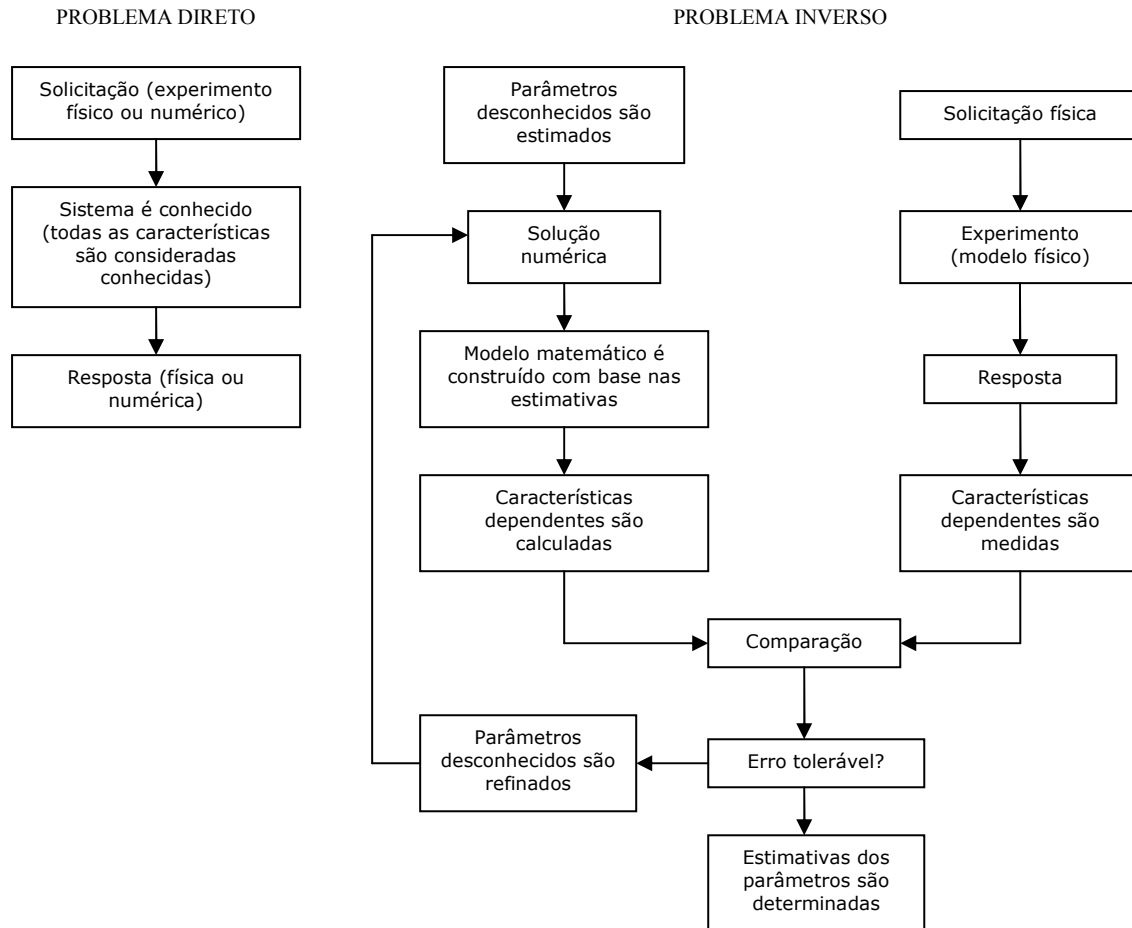 PROBLEMA DIRETO
Solicitação (experimento
físico ou numérico)
Sistema é conhecido
(todas as características
são consideradas
conhecidas)
Resposta (física ou
numérica)
PROBLEMA INVERSO
Parâmetros
desconhecidos são
estimados
Solução
numérica
Modelo matemático é
construído com base nas
estimativas
Características
dependentes são
calculadas
Solicitação física
Experimento
(modelo físico)
Resposta
Características
dependentes são
medidas
Comparação
Erro tolerável?
Parâmetros
desconhecidos são
refinados
Estimativas dos
parâmetros são
determinadas